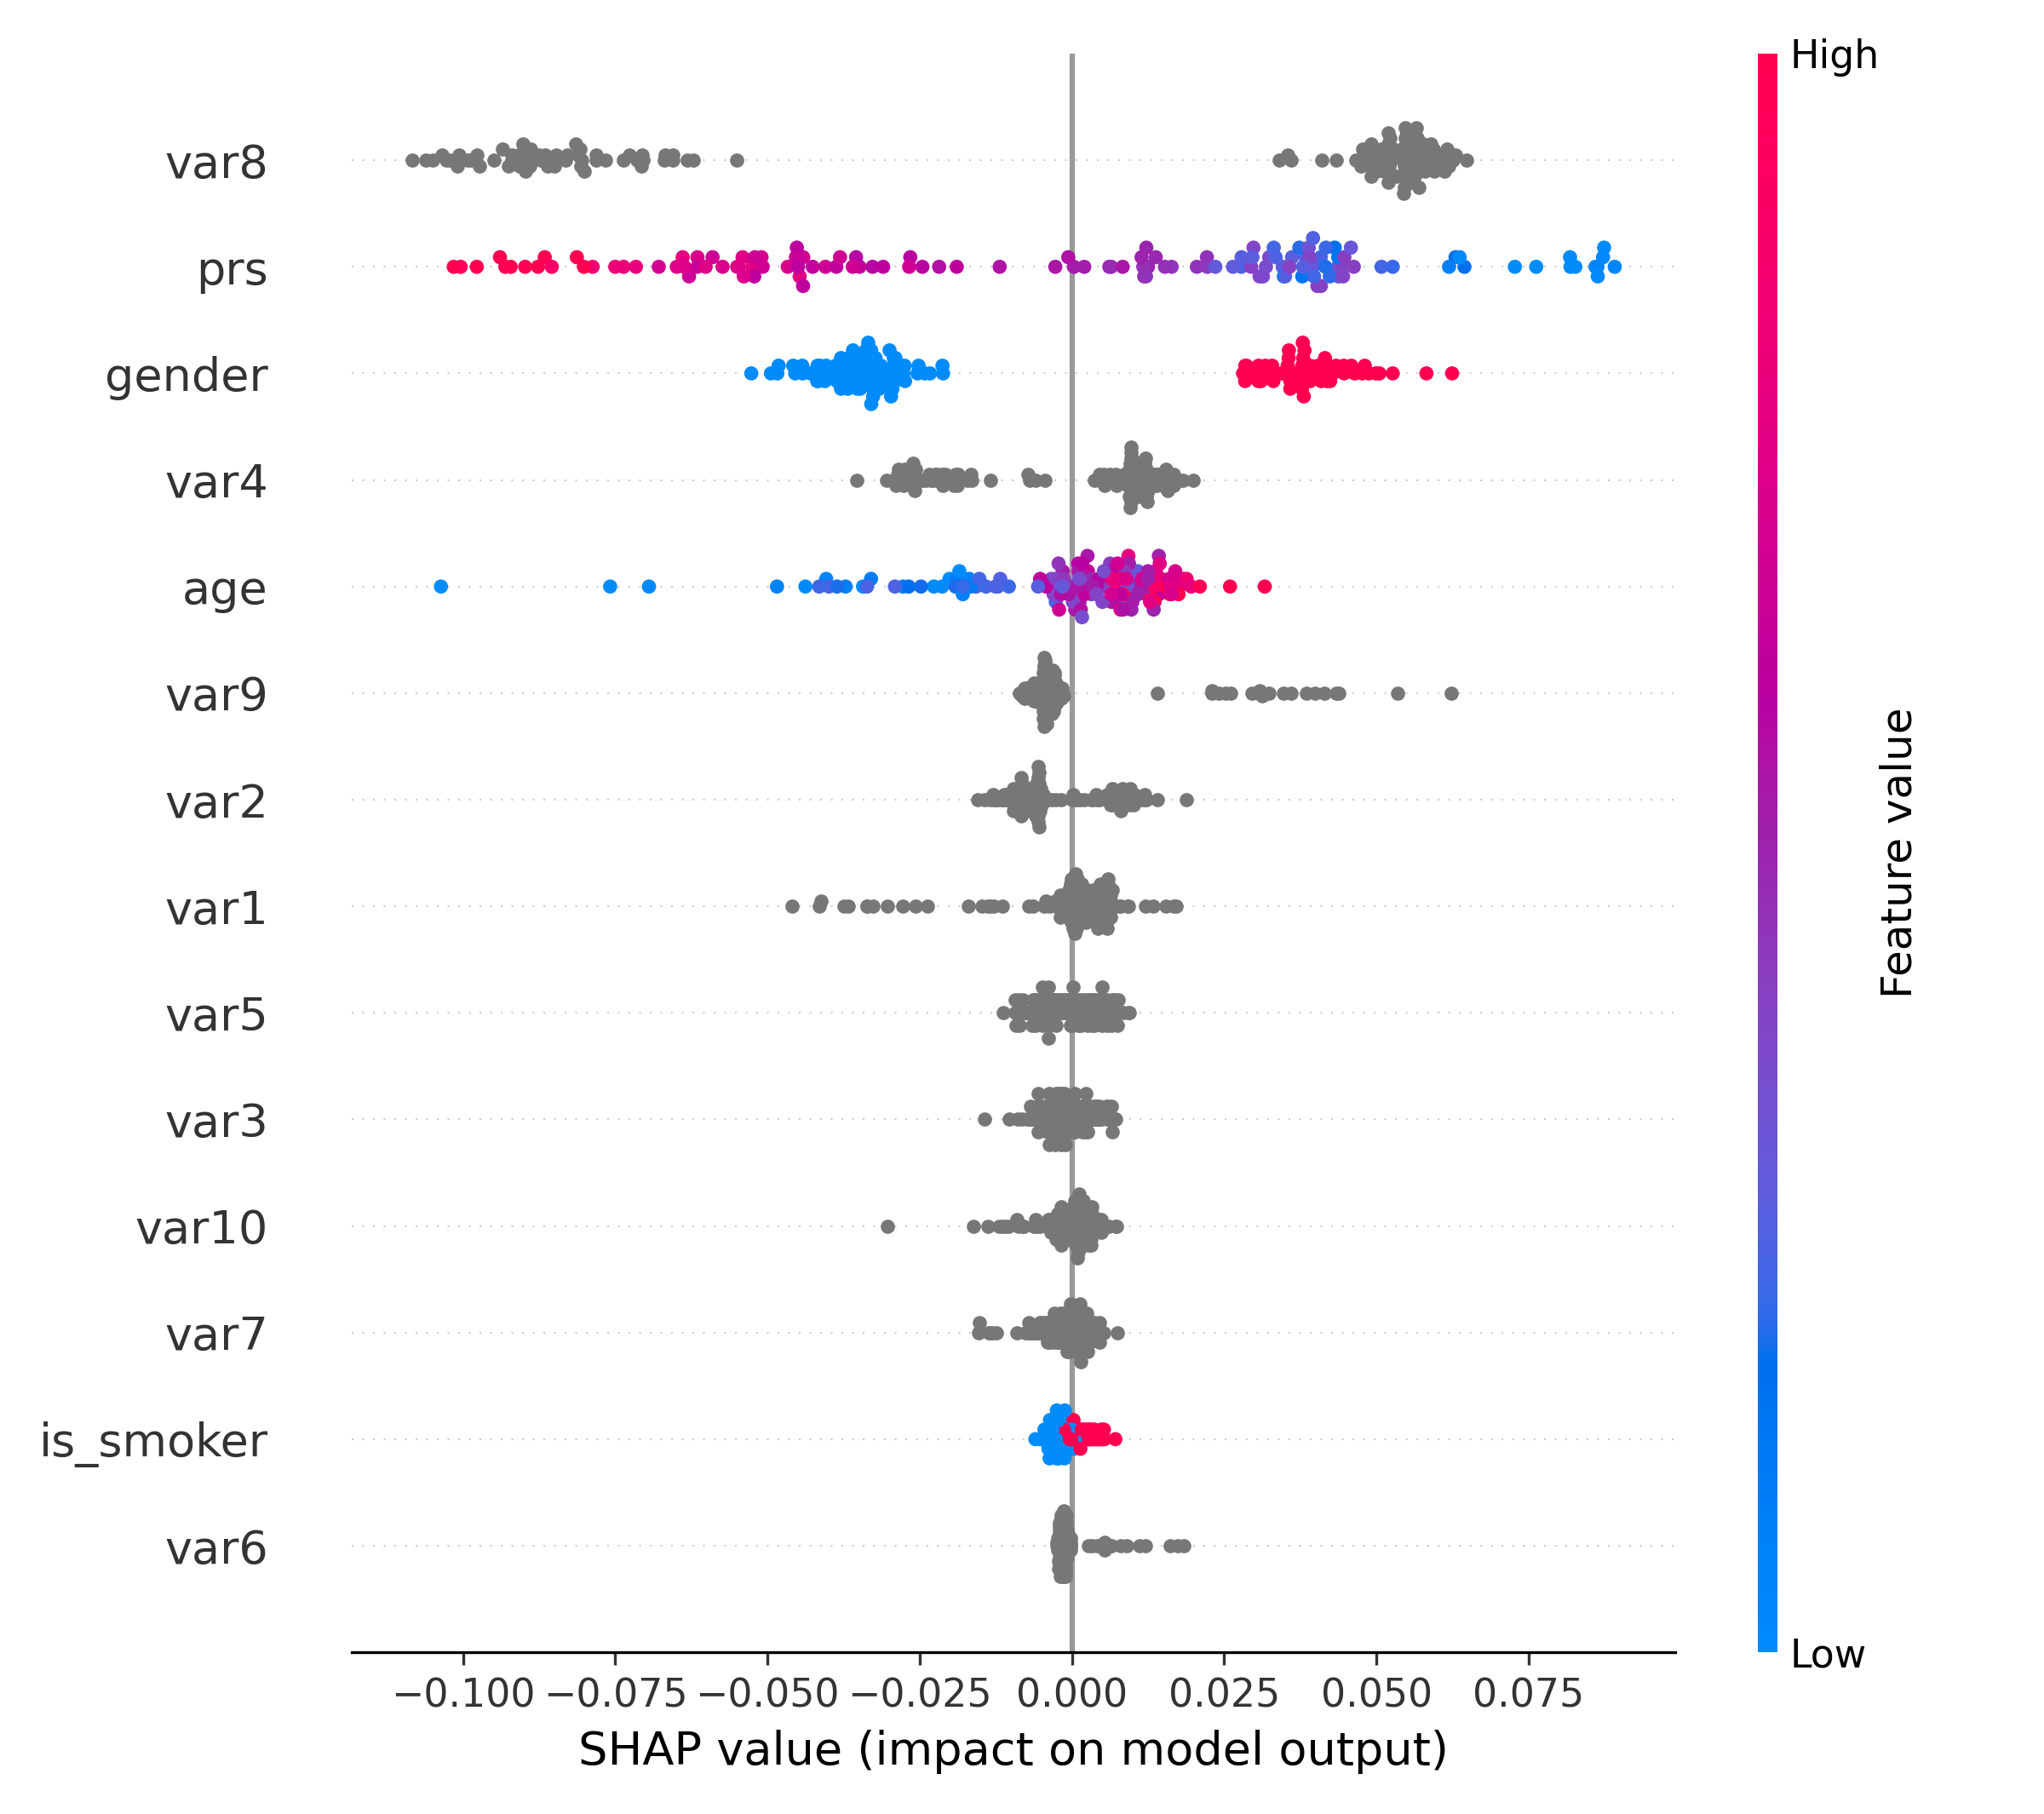 High
var8
prs
gender
var4
age
var9
var2
var1
var5
var3
var10
var7
is_smoker
var6
Feature value
Low
−0.100 −0.075 −0.050 −0.025 0.000 0.025 0.050 0.075
SHAP value (impact on model output)